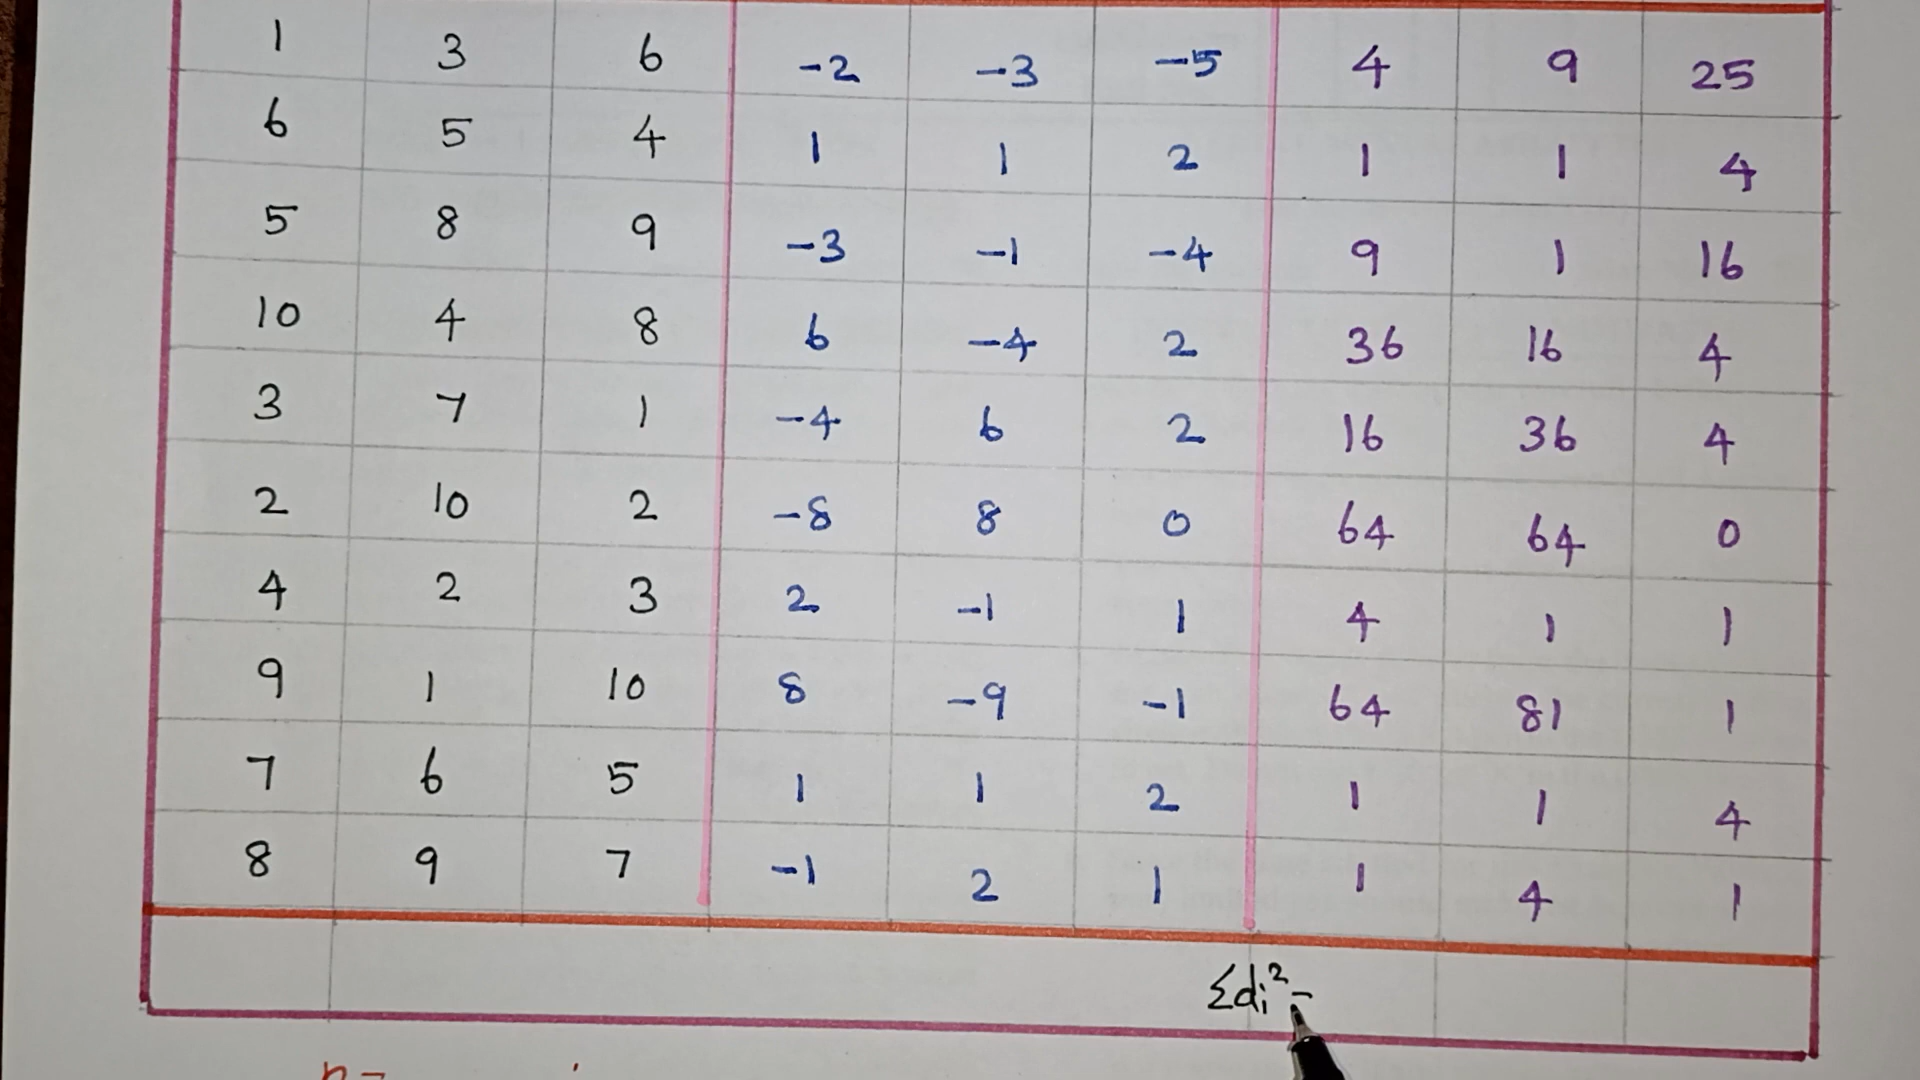 1 3 6 -2 -3 -5 4 9 25
6 5 4 1 1 2 1 1 4
5 8 9 -3 -1 -4 9 1 16
10 4 8 6 -4 2 36 16 4
3 7 1 -4 6 2 16 36 4
2 10 2 -8 8 0 64 64 0
4 2 3 2 -1 1 4 1 1
9 1 10 8 -9 -1 64 81 1
7 6 5 1 1 2 1 1 4
8 9 7 -1 2 1 1 4 1
Σdi²-